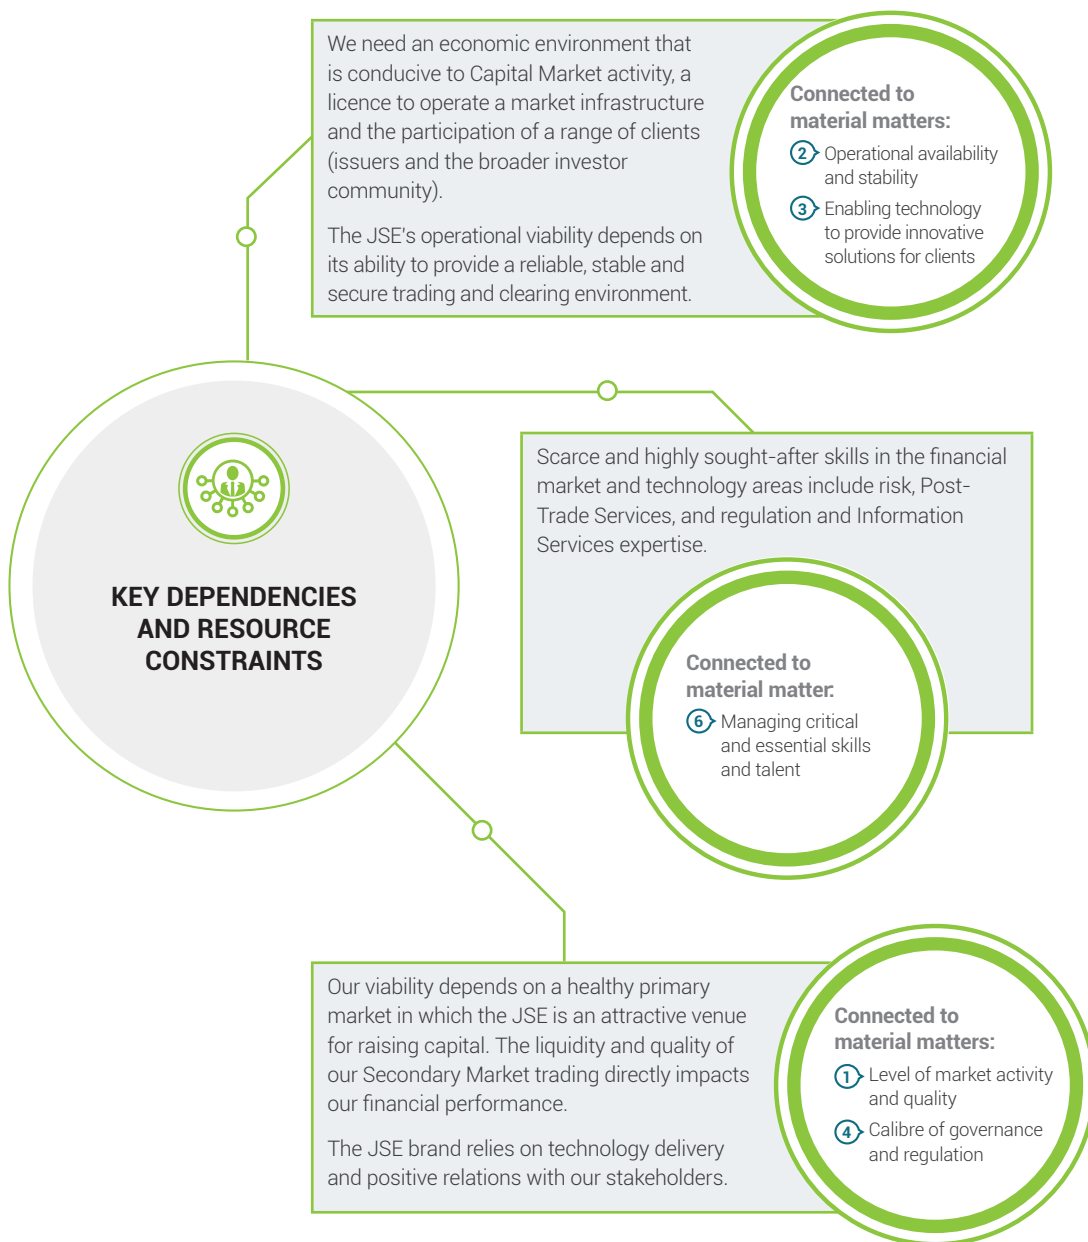 We need an economic environment that
is conducive to Capital Market activity, a
licence to operate a market infrastructure
and the participation of a range of clients
(issuers and the broader investor
community).
The JSE's operational viability depends on
its ability to provide a reliable, stable and
secure trading and clearing environment.
Connected to
material matters:
2 Operational availability
and stability
3 Enabling technology
to provide innovative
solutions for clients
KEY DEPENDENCIES
AND RESOURCE
CONSTRAINTS
Scarce and highly sought-after skills in the financial
market and technology areas include risk, Post-
Trade Services, and regulation and Information
Services expertise.
Connected to
material matter:
6 Managing critical
and essential skills
and talent
Our viability depends on a healthy primary
market in which the JSE is an attractive venue
for raising capital. The liquidity and quality of
our Secondary Market trading directly impacts
our financial performance.
The JSE brand relies on technology delivery
and positive relations with our stakeholders.
Connected to
material matters:
1 Level of market activity
and quality
4 Calibre of governance
and regulation